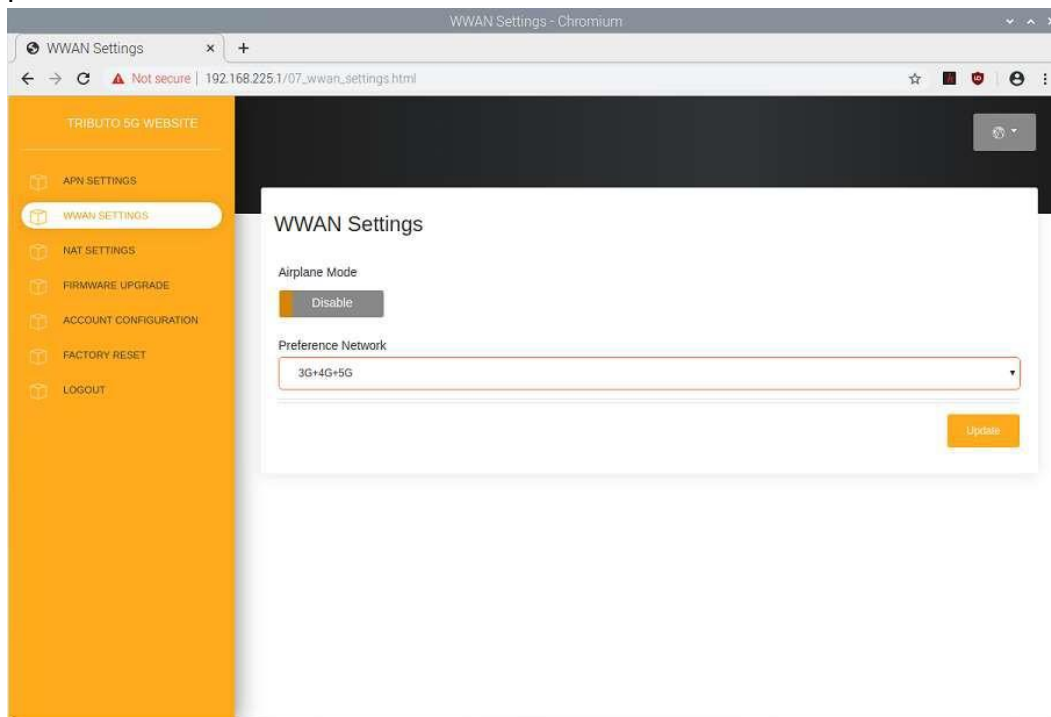 WWAN Settings - Chromium
WWAN Settings × +
Not secure | 192.168.225.1/07_wwan_settings.html
TRIBUTO 5G WEBSITE
APN SETTINGS
WWAN SETTINGS
NAT SETTINGS
FIRMWARE UPGRADE
ACCOUNT CONFIGURATION
FACTORY RESET
LOGOUT
WWAN Settings
Airplane Mode
Disable
Preference Network
3G+4G+5G
Update